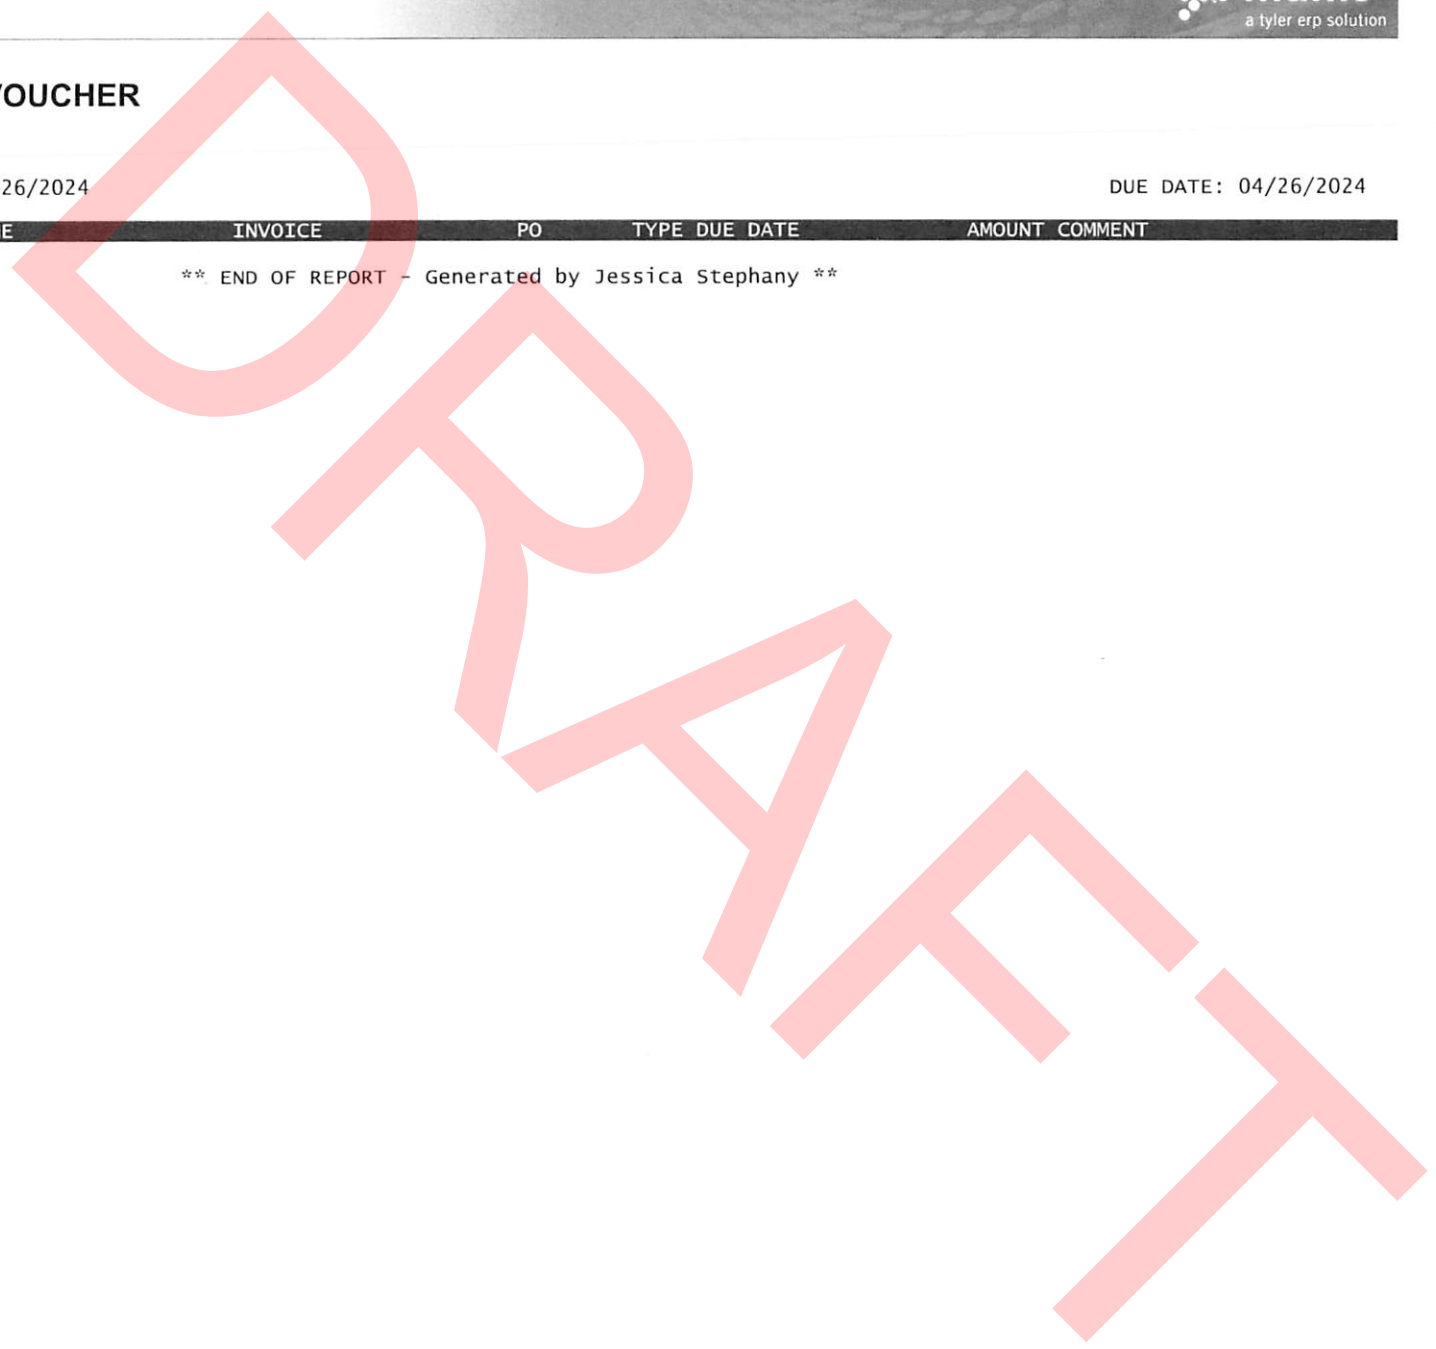 a tyler erp solution
VOUCHER
26/2024 DUE DATE: 04/26/2024
E INVOICE PO TYPE DUE DATE AMOUNT COMMENT
** END OF REPORT - Generated by Jessica Stephany **
DRAFT